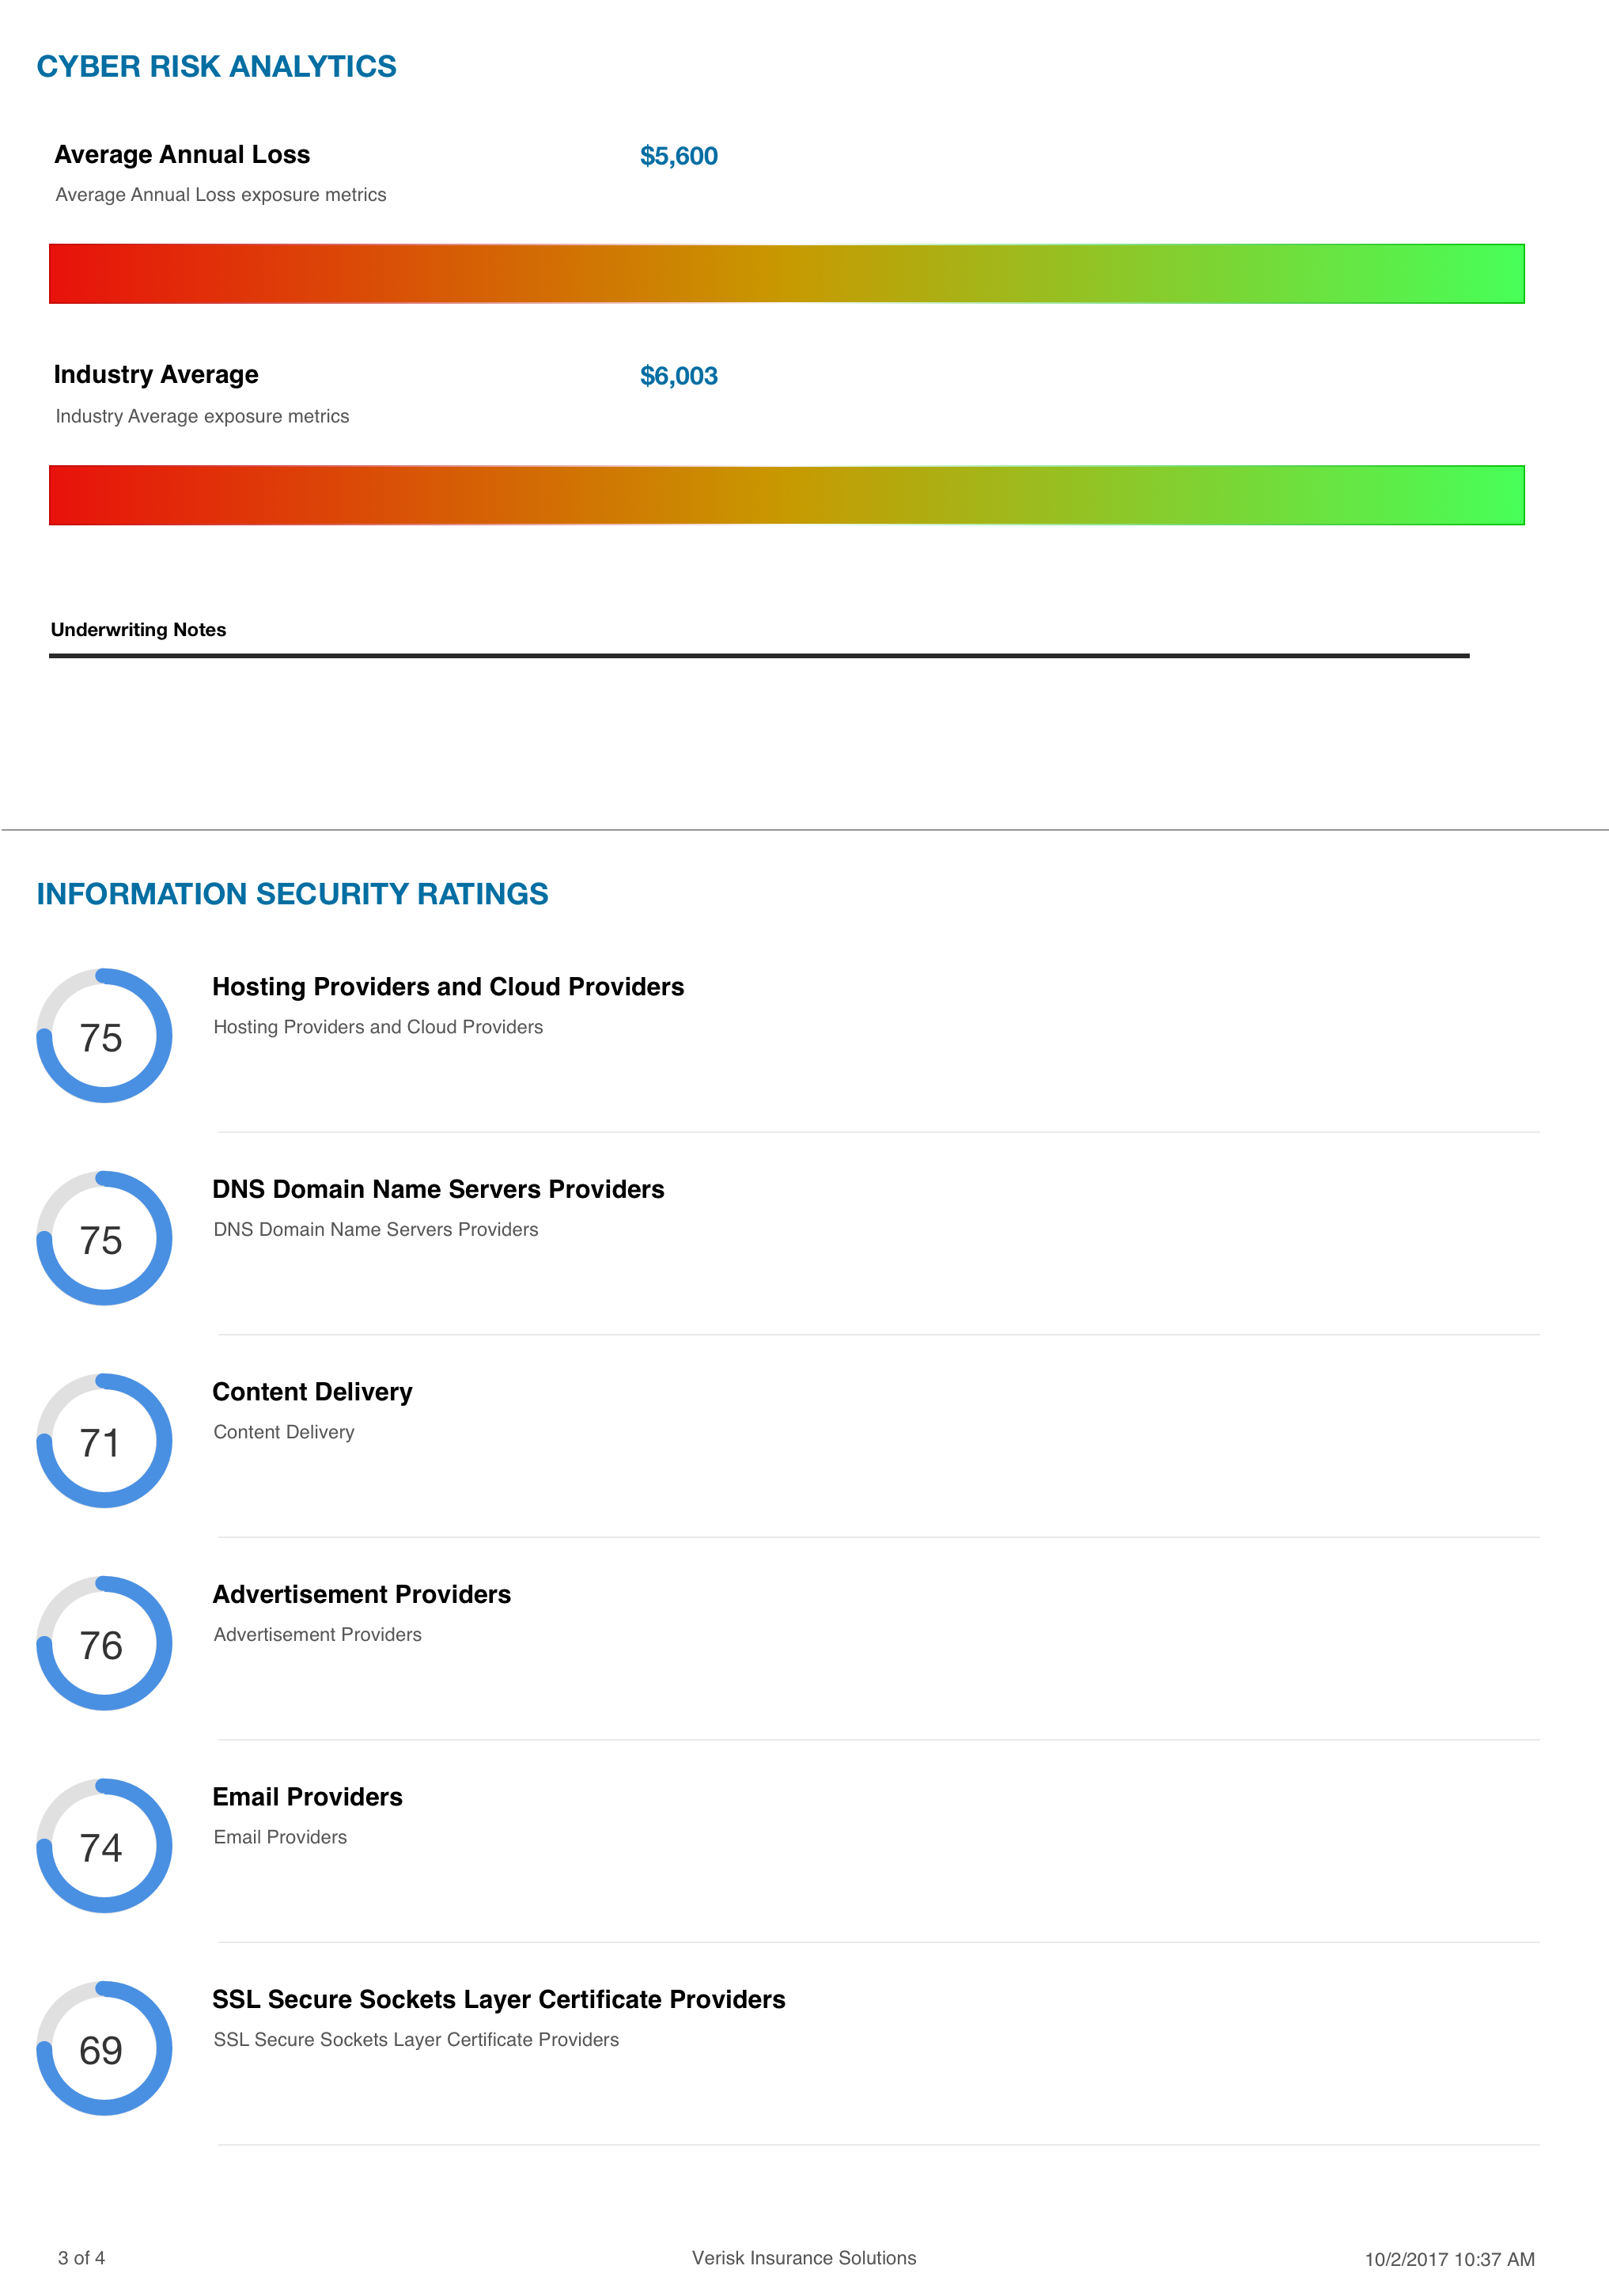 CYBER RISK ANALYTICS
Average Annual Loss $5,600
Average Annual Loss exposure metrics
Industry Average $6,003
Industry Average exposure metrics
Underwriting Notes
INFORMATION SECURITY RATINGS
Hosting Providers and Cloud Providers
Hosting Providers and Cloud Providers
75
DNS Domain Name Servers Providers
DNS Domain Name Servers Providers
75
Content Delivery
Content Delivery
71
Advertisement Providers
Advertisement Providers
76
Email Providers
Email Providers
74
SSL Secure Sockets Layer Certificate Providers
SSL Secure Sockets Layer Certificate Providers
69
3 of 4 Verisk Insurance Solutions 10/2/2017 10:37 AM